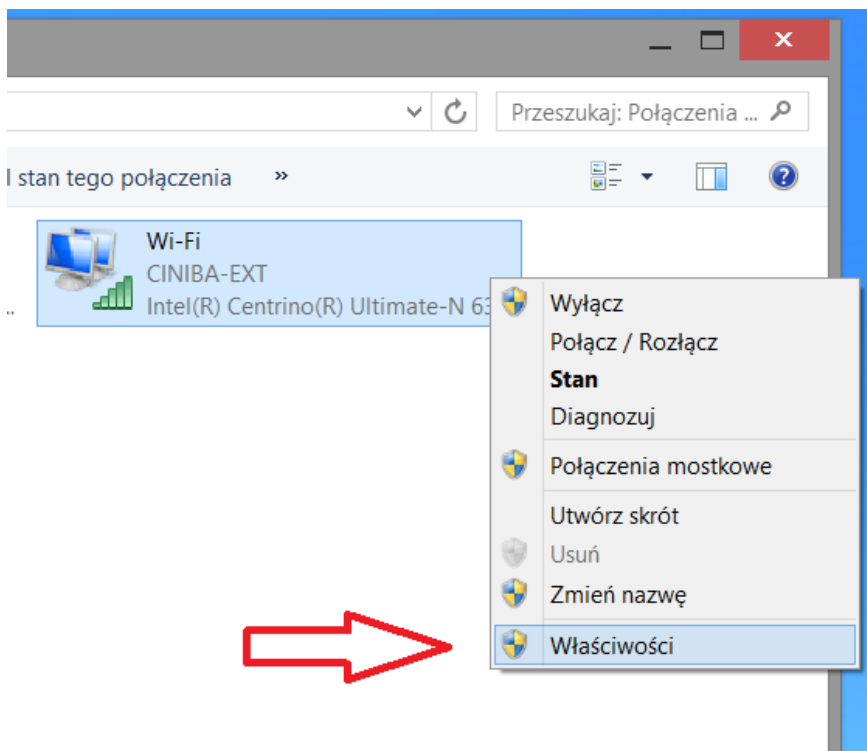 Przeszukaj: Połączenia ...
l stan tego połączenia »
Wi-Fi
CINIBA-EXT
Intel(R) Centrino(R) Ultimate-N 63
...
Wyłącz
Połącz / Rozłącz
Stan
Diagnozuj
Połączenia mostkowe
Utwórz skrót
Usuń
Zmień nazwę
Właściwości